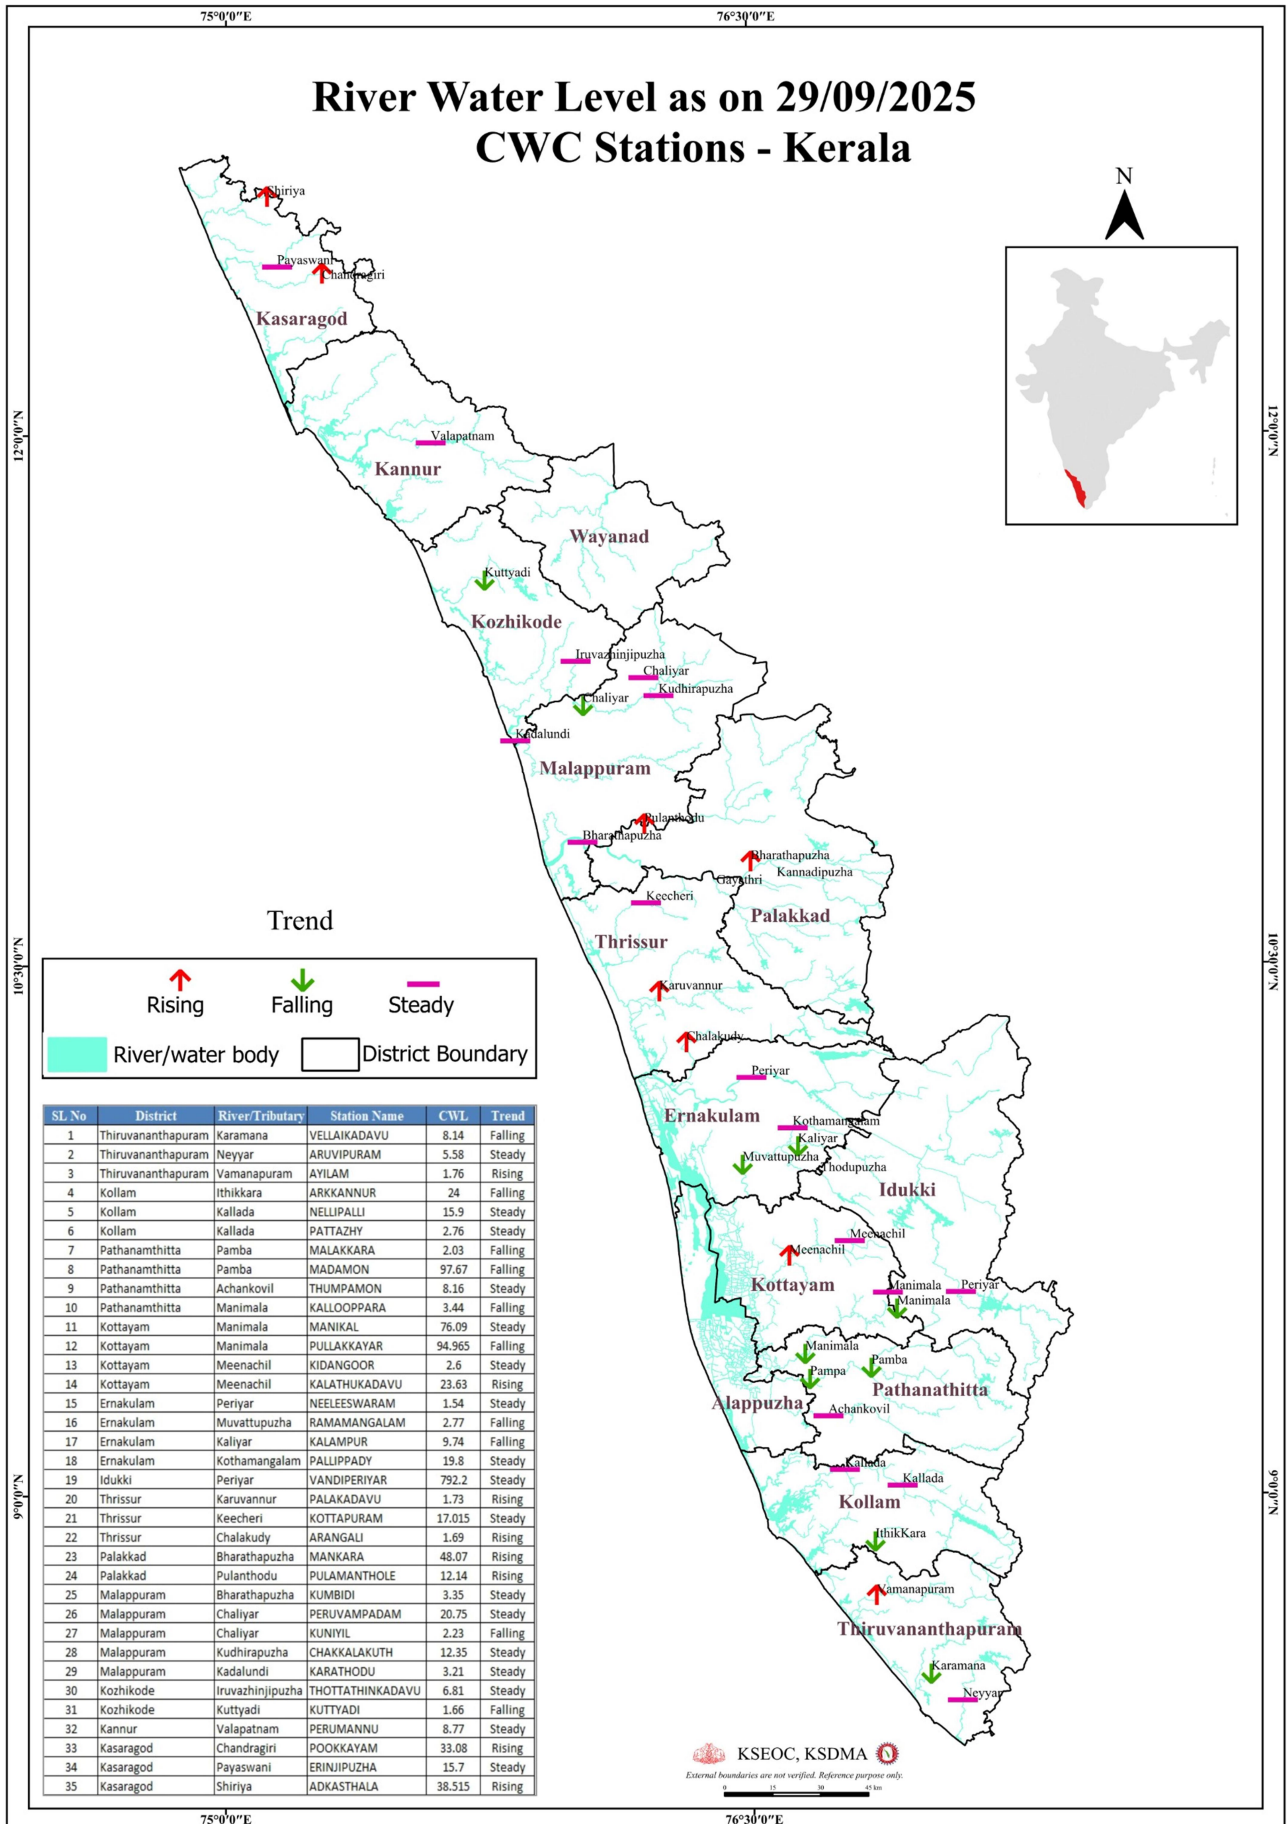 75°0'0"E 76°30'0"E
River Water Level as on 29/09/2025
CWC Stations - Kerala
N
Shiriya
Payaswani
Chandragiri
Kasaragod
12°0'0"N
12°0'0"N
Valapatnam
Kannur
Wayanad
Kuttyadi
Kozhikode
Iruvazhinjipuzha
Chaliyar
Kudhirapuzha
Chaliyar
Kadalundi
Malappuram
Pulanthodu
Bharathapuzha
Bharathapuzha
Kannadipuzha
Gayathri
Keecheri
Palakkad
Thrissur
10°30'0"N
10°30'0"N
Karuvannur
Chalakudy
Trend
Rising Falling Steady
River/water body District Boundary
Periyar
Ernakulam
Kothamangalam
Kaliyar
Muvattupuzha
Thodupuzha
Idukki
Meenachil
Meenachil
Kottayam
Manimala
Periyar
Manimala
Manimala
Pamba
Pampa
Pathanathitta
Alappuzha
Achankovil
Kallada
Kallada
Kollam
9°0'0"N
9°0'0"N
IthikKara
Vamanapuram
Thiruvananthapuram
Karamana
Neyyar
SL No District River/Tributary Station Name CWL Trend
1 Thiruvananthapuram Karamana VELLAIKADAVU 8.14 Falling
2 Thiruvananthapuram Neyyar ARUVIPURAM 5.58 Steady
3 Thiruvananthapuram Vamanapuram AYILAM 1.76 Rising
4 Kollam Ithikkara ARKKANNUR 24 Falling
5 Kollam Kallada NELLIPALLI 15.9 Steady
6 Kollam Kallada PATTAZHY 2.76 Steady
7 Pathanamthitta Pamba MALAKKARA 2.03 Falling
8 Pathanamthitta Pamba MADAMON 97.67 Falling
9 Pathanamthitta Achankovil THUMPAMON 8.16 Steady
10 Pathanamthitta Manimala KALLOOPPARA 3.44 Falling
11 Kottayam Manimala MANIKAL 76.09 Steady
12 Kottayam Manimala PULLAKKAYAR 94.965 Falling
13 Kottayam Meenachil KIDANGOOR 2.6 Steady
14 Kottayam Meenachil KALATHUKADAVU 23.63 Rising
15 Ernakulam Periyar NEELEESWARAM 1.54 Steady
16 Ernakulam Muvattupuzha RAMAMANGALAM 2.77 Falling
17 Ernakulam Kaliyar KALAMPUR 9.74 Falling
18 Ernakulam Kothamangalam PALLIPPADY 19.8 Steady
19 Idukki Periyar VANDIPERIYAR 792.2 Steady
20 Thrissur Karuvannur PALAKADAVU 1.73 Rising
21 Thrissur Keecheri KOTTAPURAM 17.015 Steady
22 Thrissur Chalakudy ARANGALI 1.69 Rising
23 Palakkad Bharathapuzha MANKARA 48.07 Rising
24 Palakkad Pulanthodu PULAMANTHOLE 12.14 Rising
25 Malappuram Bharathapuzha KUMBIDI 3.35 Steady
26 Malappuram Chaliyar PERUVAMPADAM 20.75 Steady
27 Malappuram Chaliyar KUNIYIL 2.23 Falling
28 Malappuram Kudhirapuzha CHAKKALAKUTH 12.35 Steady
29 Malappuram Kadalundi KARATHODU 3.21 Steady
30 Kozhikode Iruvazhinjipuzha THOTTATHINKADAVU 6.81 Steady
31 Kozhikode Kuttyadi KUTTYADI 1.66 Falling
32 Kannur Valapatnam PERUMANNU 8.77 Steady
33 Kasaragod Chandragiri POOKKAYAM 33.08 Rising
34 Kasaragod Payaswani ERINJIPUZHA 15.7 Steady
35 Kasaragod Shiriya ADKASTHALA 38.515 Rising
KSEOC, KSDMA
External boundaries are not verified. Reference purpose only.
0 15 30 45 km
75°0'0"E 76°30'0"E